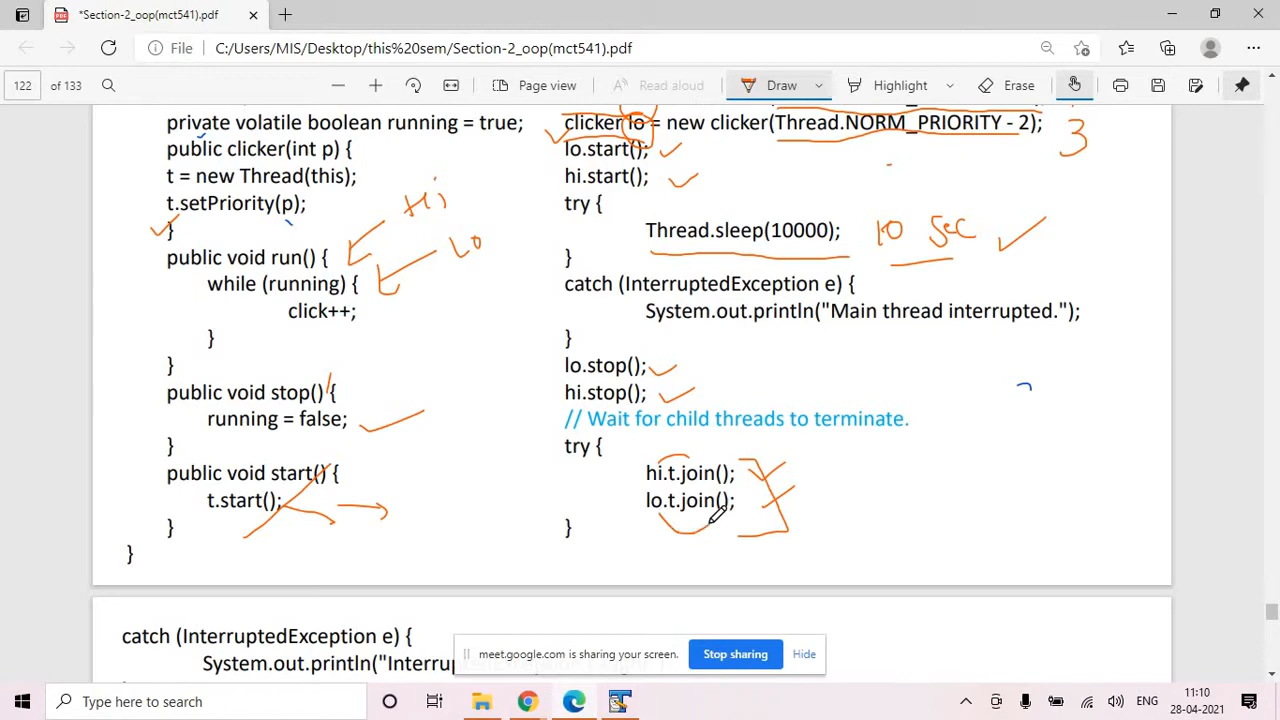 *Section-2_oop(mct541).pdf
File
C:/Users/MIS/Desktop/this%20sem/Section-2_oop(mct541).pdf
122 of 133
Page view
Read aloud
Draw
Highlight
Erase
private volatile boolean running = true;
public clicker(int p) {
t = new Thread(this);
t.setPriority(p);
}
public void run() {
while (running) {
click++;
}
}
public void stop() {
running = false;
}
public void start() {
t.start();
}
}
Hi
Lo
clicker lo = new clicker(Thread.NORM_PRIORITY - 2);
3
lo.start();
hi.start();
try {
Thread.sleep(10000);
10 Sec
}
catch (InterruptedException e) {
System.out.println("Main thread interrupted.");
}
lo.stop();
hi.stop();
// Wait for child threads to terminate.
try {
hi.t.join();
lo.t.join();
}
catch (InterruptedException e) {
System.out.println("Interru
meet.google.com is sharing your screen.
Stop sharing
Hide
Type here to search
ENG
11:10
28-04-2021